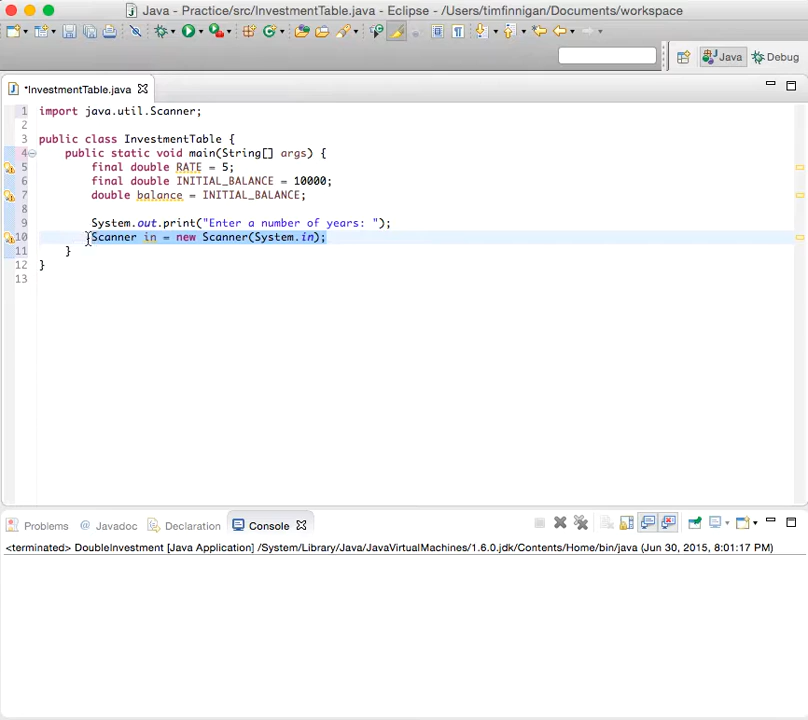 Java - Practice/src/InvestmentTable.java - Eclipse - /Users/timfinnigan/Documents/workspace
Java
Debug
*InvestmentTable.java
1 import java.util.Scanner;
2
3 public class InvestmentTable {
4 public static void main(String[] args) {
5 final double RATE = 5;
6 final double INITIAL_BALANCE = 10000;
7 double balance = INITIAL_BALANCE;
8
9 System.out.print("Enter a number of years: ");
10 Scanner in = new Scanner(System.in);
11 }
12 }
13
Problems @ Javadoc Declaration Console
<terminated> DoubleInvestment [Java Application] /System/Library/Java/JavaVirtualMachines/1.6.0.jdk/Contents/Home/bin/java (Jun 30, 2015, 8:01:17 PM)